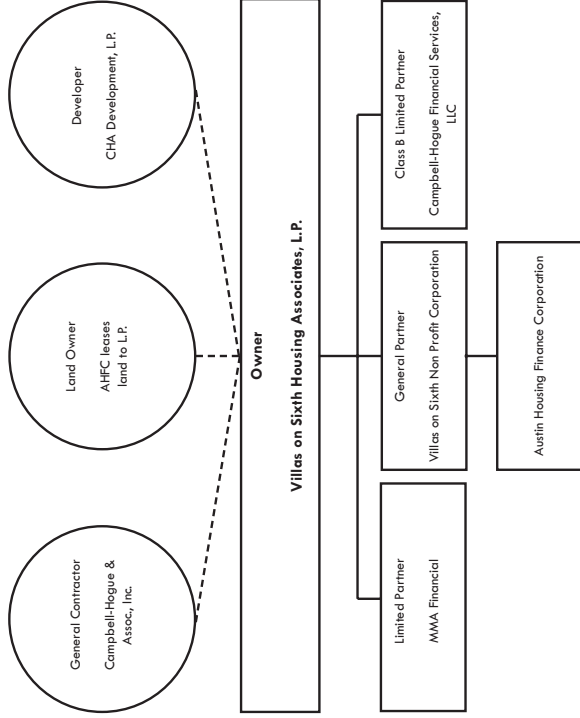 General Contractor
Campbell-Hogue &
Assoc., Inc.
Land Owner
AHFC leases
land to L.P.
Developer
CHA Development, L.P.
Owner
Villas on Sixth Housing Associates, L.P.
Limited Partner
MMA Financial
General Partner
Villas on Sixth Non Profit Corporation
Class B Limited Partner
Campbell-Hogue Financial Services,
LLC
Austin Housing Finance Corporation